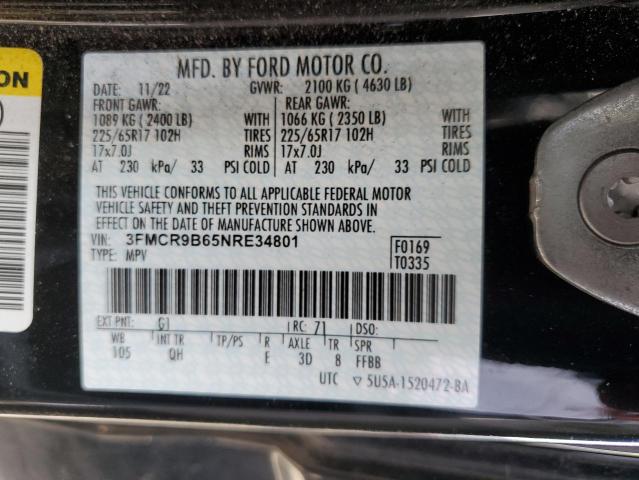 ON
MFD. BY FORD MOTOR CO.
DATE: 11/22 GVWR: 2100 KG ( 4630 LB)
FRONT GAWR: REAR GAWR:
1089 KG ( 2400 LB) WITH 1066 KG ( 2350 LB) WITH
225/65R17 102H TIRES 225/65R17 102H TIRES
17x7.0J RIMS 17x7.0J RIMS
AT 230 kPa/ 33 PSI COLD AT 230 kPa/ 33 PSI COLD
THIS VEHICLE CONFORMS TO ALL APPLICABLE FEDERAL MOTOR
VEHICLE SAFETY AND THEFT PREVENTION STANDARDS IN
EFFECT ON THE DATE OF MANUFACTURE SHOWN ABOVE.
VIN: 3FMCR9B65NRE34801 F0169
TYPE: MPV T0335
EXT PNT: G1 RC: 71 DSO:
WB INT TR TP/PS R AXLE TR SPR
105 QH E 3D 8 FFBB
UTC ▽ 5U5A-1520472-BA